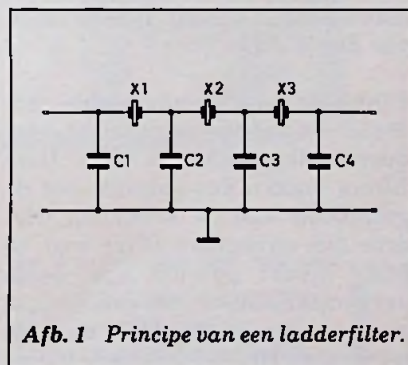 X1 X2 X3
C1 C2 C3 C4
Afb. 1 Principe van een ladderfilter.